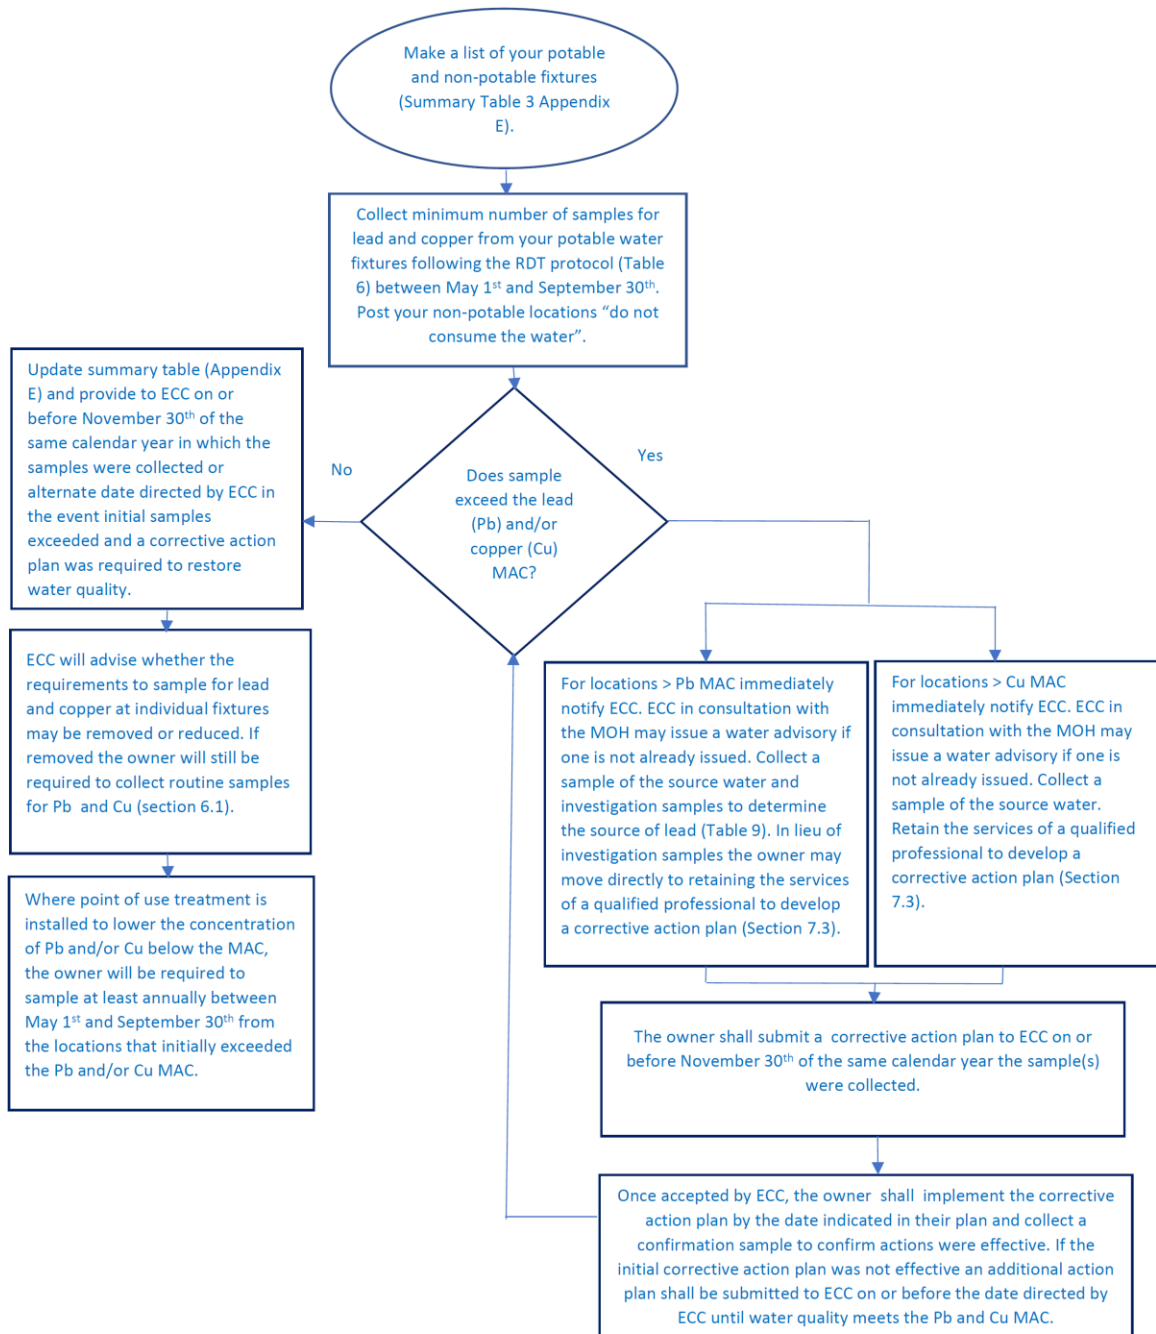 Make a list of your potable
and non-potable fixtures
(Summary Table 3 Appendix
E).
Collect minimum number of samples for
lead and copper from your potable water
fixtures following the RDT protocol (Table
6) between May 1st and September 30th.
Post your non-potable locations “do not
consume the water”.
Does sample
exceed the lead
(Pb) and/or
copper (Cu)
MAC?
No
Update summary table (Appendix
E) and provide to ECC on or
before November 30th of the
same calendar year in which the
samples were collected or
alternate date directed by ECC in
the event initial samples
exceeded and a corrective action
plan was required to restore
water quality.
ECC will advise whether the
requirements to sample for lead
and copper at individual fixtures
may be removed or reduced. If
removed the owner will still be
required to collect routine samples
for Pb and Cu (section 6.1).
Where point of use treatment is
installed to lower the concentration
of Pb and/or Cu below the MAC,
the owner will be required to
sample at least annually between
May 1st and September 30th from
the locations that initially exceeded
the Pb and/or Cu MAC.
Yes
For locations > Pb MAC immediately
notify ECC. ECC in consultation with
the MOH may issue a water advisory if
one is not already issued. Collect a
sample of the source water and
investigation samples to determine
the source of lead (Table 9). In lieu of
investigation samples the owner may
move directly to retaining the services
of a qualified professional to develop
a corrective action plan (Section 7.3).
For locations > Cu MAC
immediately notify ECC. ECC in
consultation with the MOH may
issue a water advisory if one is
not already issued. Collect a
sample of the source water.
Retain the services of a qualified
professional to develop a
corrective action plan (Section
7.3).
The owner shall submit a corrective action plan to ECC on or
before November 30th of the same calendar year the sample(s)
were collected.
Once accepted by ECC, the owner shall implement the corrective
action plan by the date indicated in their plan and collect a
confirmation sample to confirm actions were effective. If the
initial corrective action plan was not effective an additional action
plan shall be submitted to ECC on or before the date directed by
ECC until water quality meets the Pb and Cu MAC.